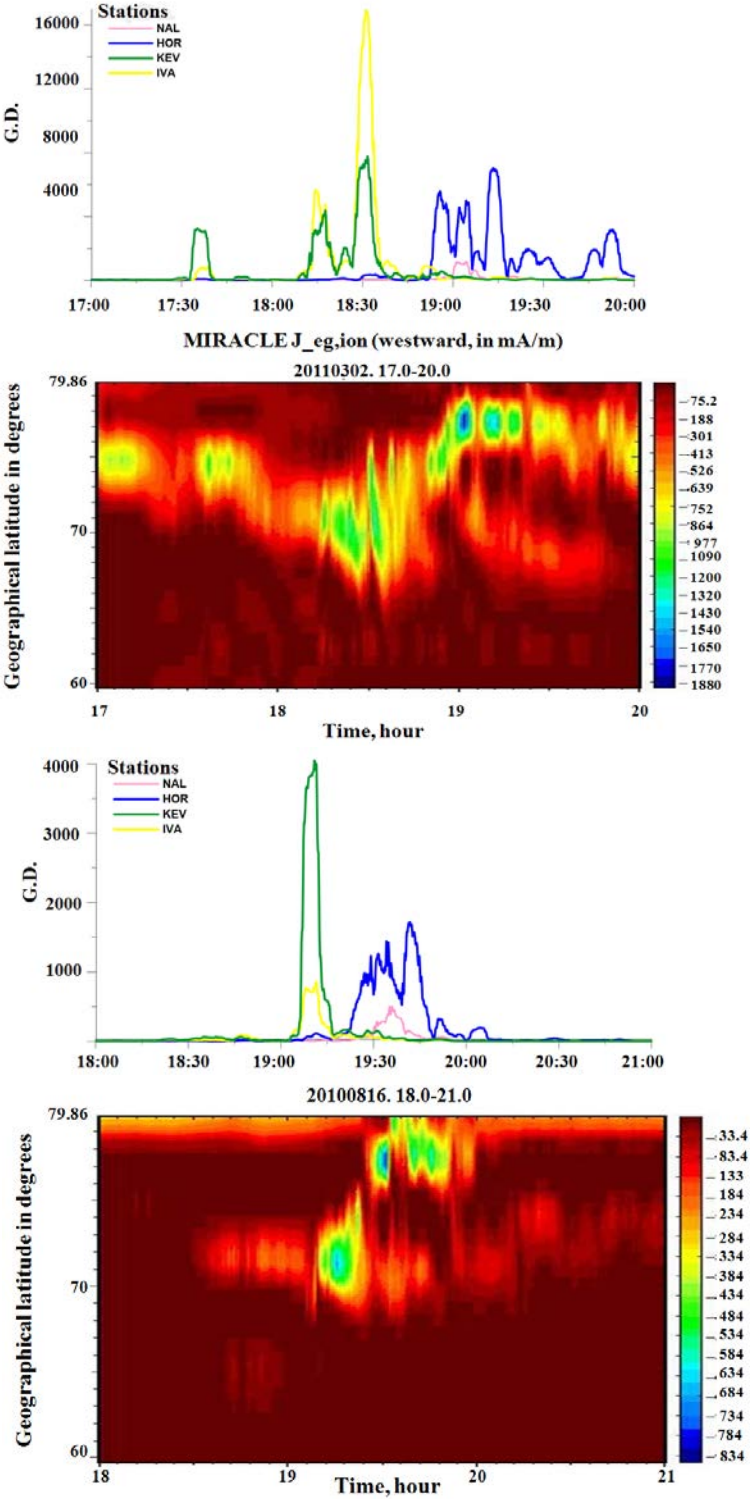 Stations
NAL
HOR
KEV
IVA
16000
12000
8000
4000
G.D.
17:00 17:30 18:00 18:30 19:00 19:30 20:00
MIRACLE J_eg,ion (westward, in mA/m)
20110302. 17.0-20.0
79.86
70
60
Geographical latitude in degrees
17 18 19 20
Time, hour
-75.2
-188
-301
-413
-526
-639
-752
-864
-977
-1090
-1200
-1320
-1430
-1540
-1650
-1770
-1880
Stations
NAL
HOR
KEV
IVA
4000
3000
2000
1000
G.D.
18:00 18:30 19:00 19:30 20:00 20:30 21:00
20100816. 18.0-21.0
79.86
70
60
Geographical latitude in degrees
18 19 20 21
Time, hour
-33.4
-83.4
-133
-184
-234
-284
-334
-384
-434
-484
-534
-584
-634
-684
-734
-784
-834